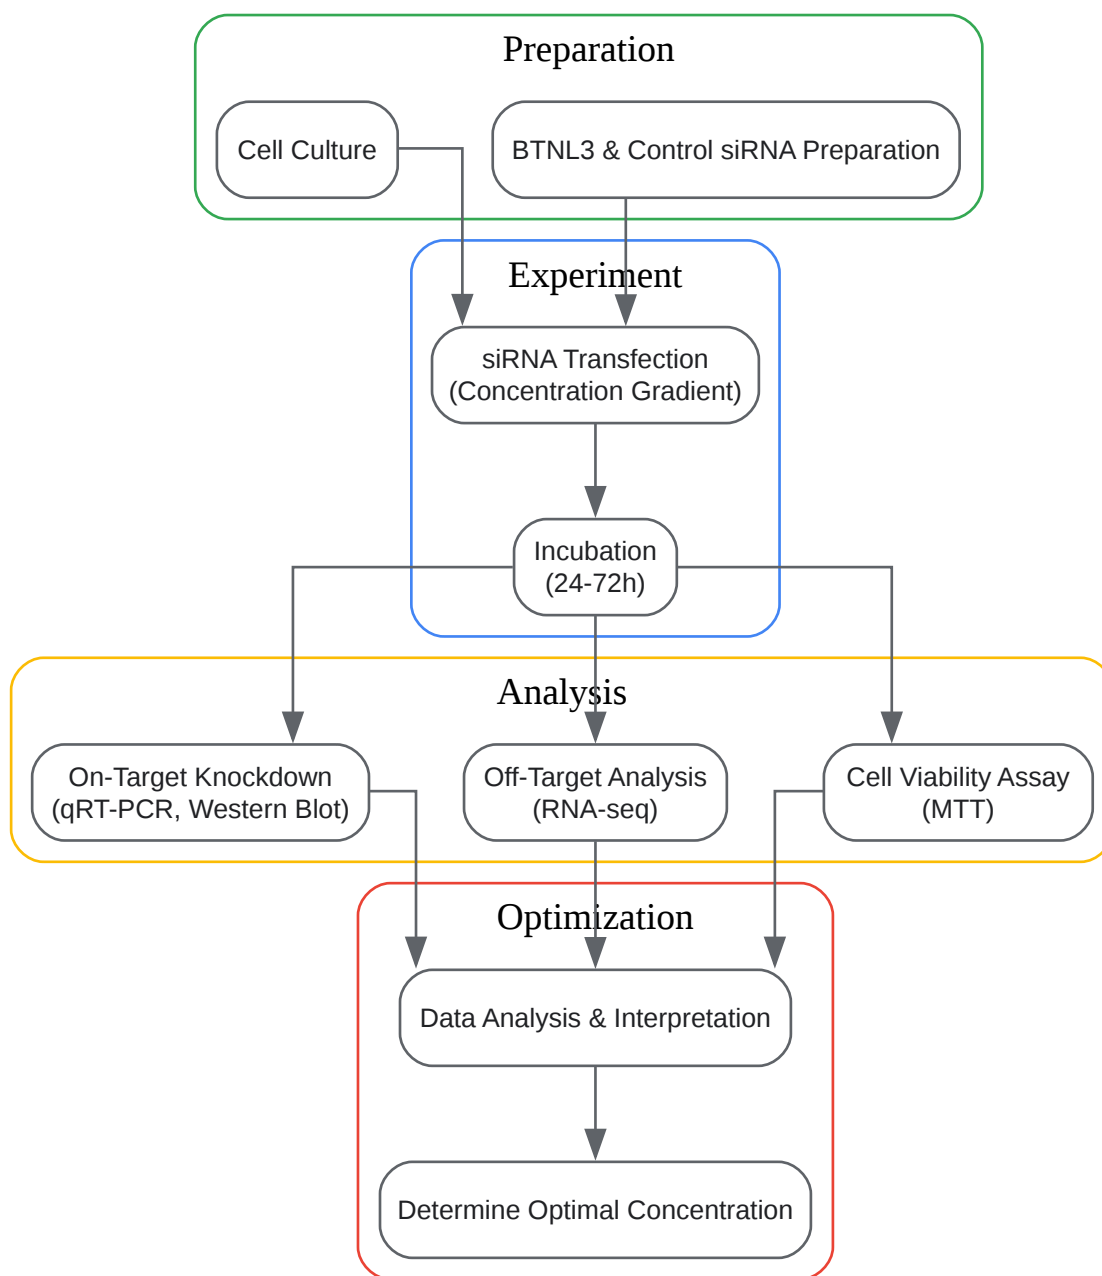 Preparation
Cell Culture
BTNL3 & Control siRNA Preparation
Experiment
siRNA Transfection
(Concentration Gradient)
Incubation
(24-72h)
Analysis
On-Target Knockdown
(qRT-PCR, Western Blot)
Off-Target Analysis
(RNA-seq)
Cell Viability Assay
(MTT)
Optimization
Data Analysis & Interpretation
Determine Optimal Concentration